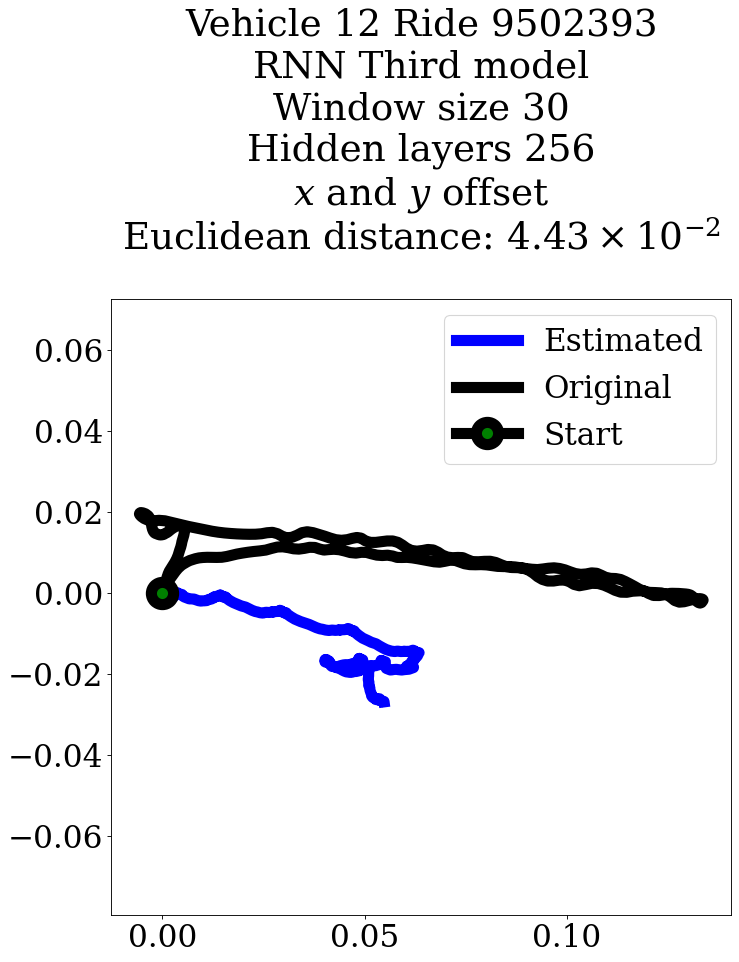 Vehicle 12 Ride 9502393
RNN Third model
Window size 30
Hidden layers 256
x and y offset
Euclidean distance: 4.43 × 10⁻²
Estimated
Original
Start
0.06
0.04
0.02
0.00
−0.02
−0.04
−0.06
0.00 0.05 0.10